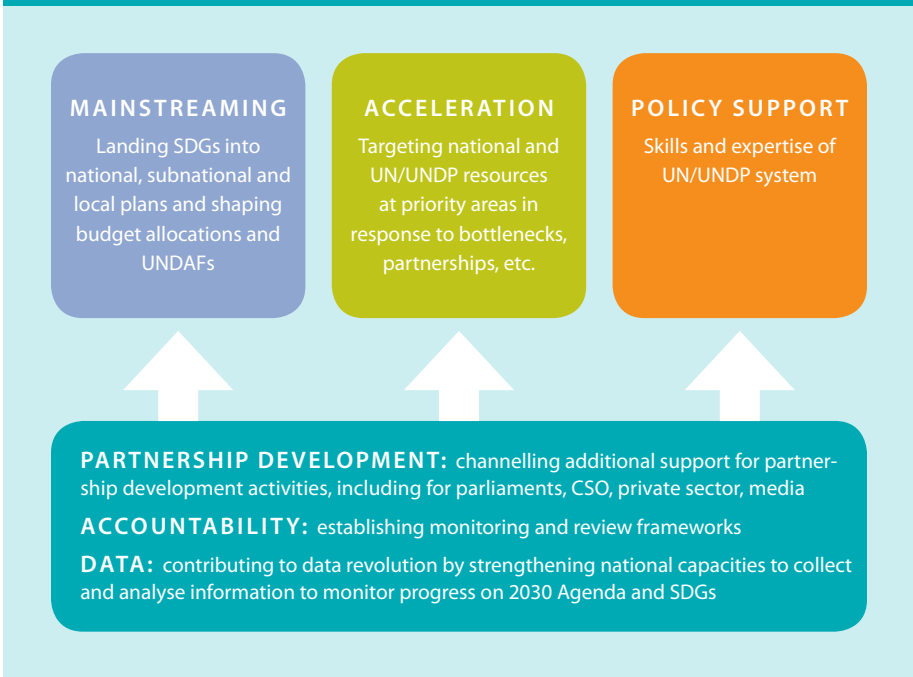 MAINSTREAMING
Landing SDGs into
national, subnational and
local plans and shaping
budget allocations and
UNDAFs
ACCELERATION
Targeting national and
UN/UNDP resources
at priority areas in
response to bottlenecks,
partnerships, etc.
POLICY SUPPORT
Skills and expertise of
UN/UNDP system
PARTNERSHIP DEVELOPMENT: channelling additional support for partner-
ship development activities, including for parliaments, CSO, private sector, media
ACCOUNTABILITY: establishing monitoring and review frameworks
DATA: contributing to data revolution by strengthening national capacities to collect
and analyse information to monitor progress on 2030 Agenda and SDGs